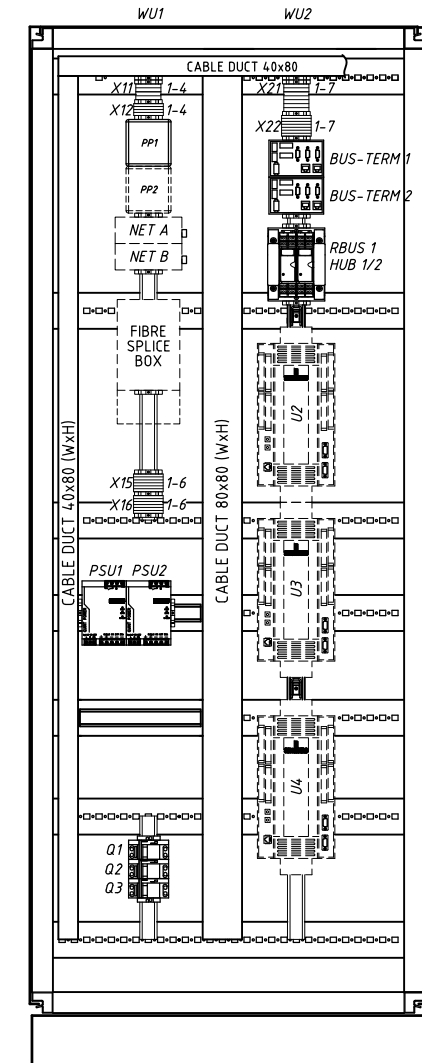 WU1 WU2
CABLE DUCT 40x80
X11 1-4 X21 1-7
X12 1-4
X22 1-7
PP1
BUS-TERM 1
PP2
BUS-TERM 2
NET A
NET B
RBUS 1
HUB 1/2
FIBRE
SPLICE
BOX
U2
CABLE DUCT 40x80 (WxH)
CABLE DUCT 80x80 (WxH)
X15 1-6
X16 1-6
PSU1 PSU2
U3
U4
Q1
Q2
Q3